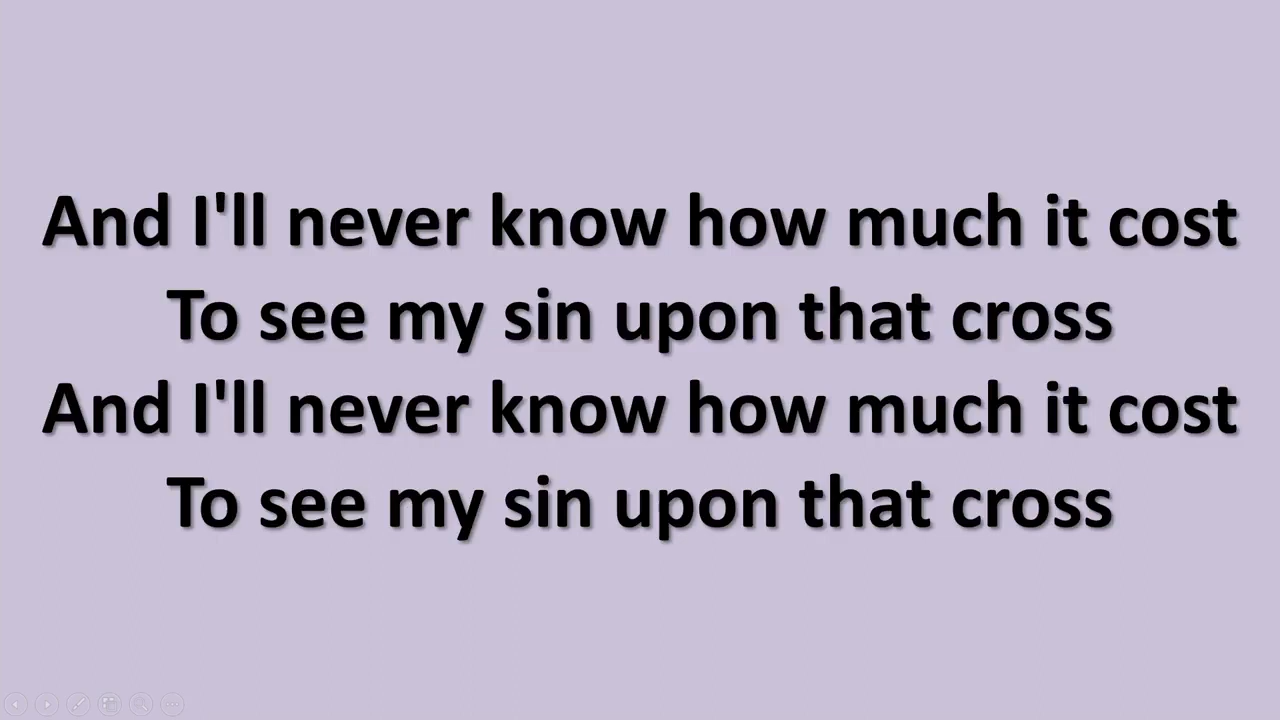 And I'll never know how much it cost
To see my sin upon that cross
And I'll never know how much it cost
To see my sin upon that cross